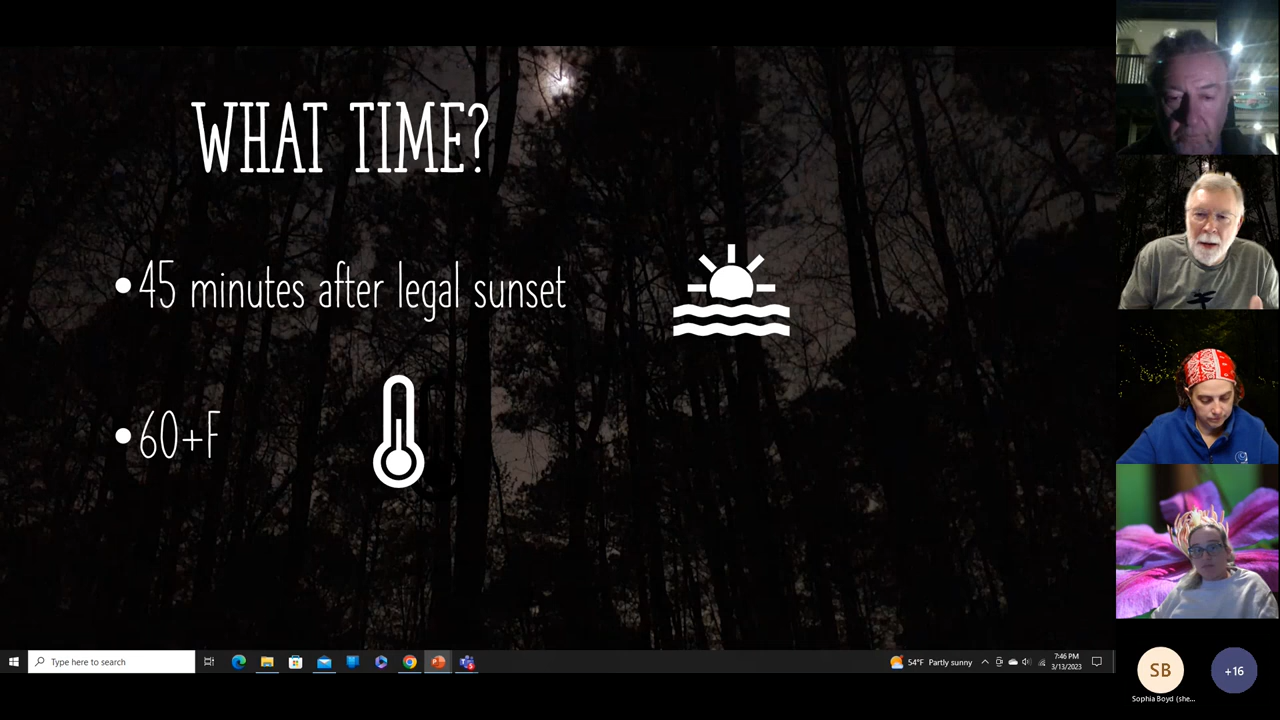 WHAT TIME?
•45 minutes after legal sunset
•60+F
Type here to search
54°F Partly sunny
7:46 PM
3/13/2023
SB
+16
Sophia Boyd (she...